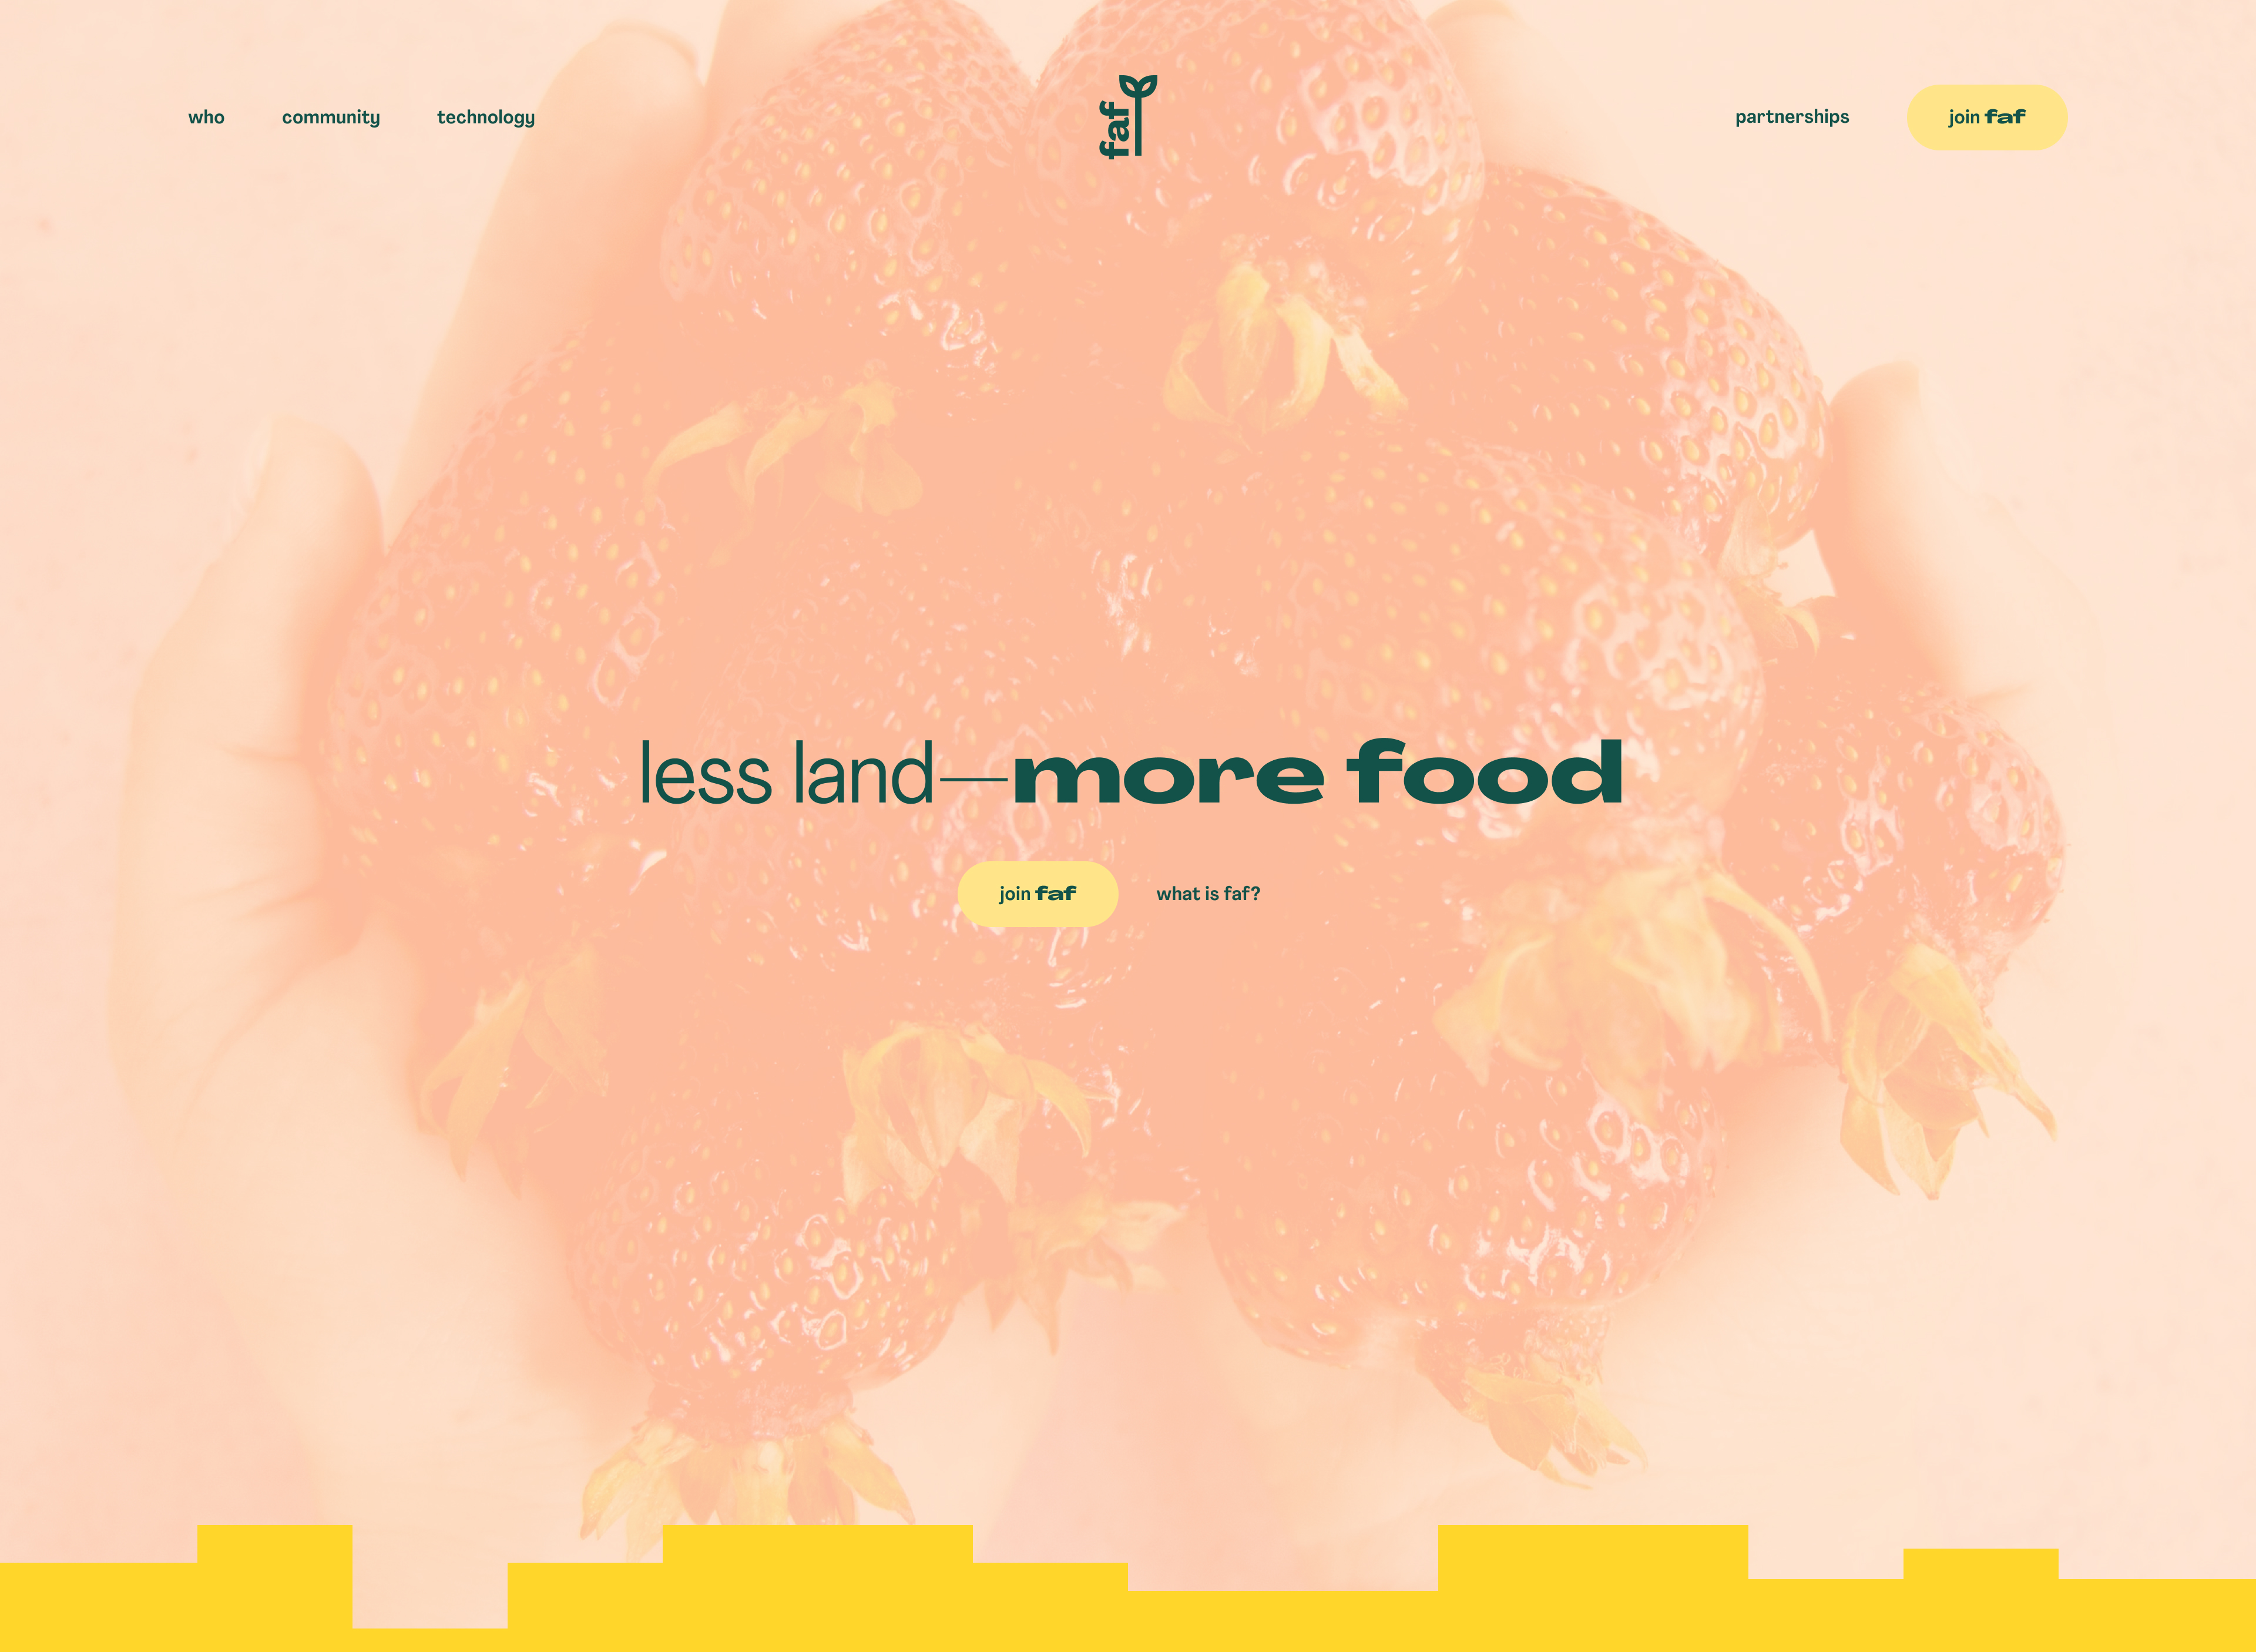 who community technology
faf
partnerships join faf
less land—more food
join faf what is faf?